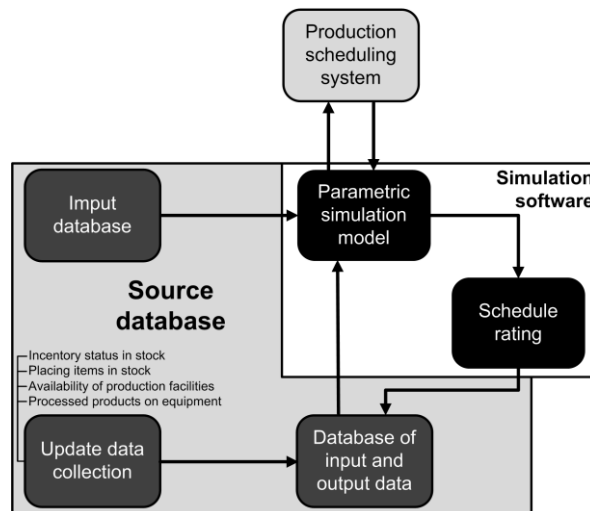 Production
scheduling
system
Imput
database
Parametric
simulation
model
Simulation
software
Source
database
Schedule
rating
Incentory status in stock
Placing items in stock
Availability of production facilities
Processed products on equipment
Update data
collection
Database of
input and
output data